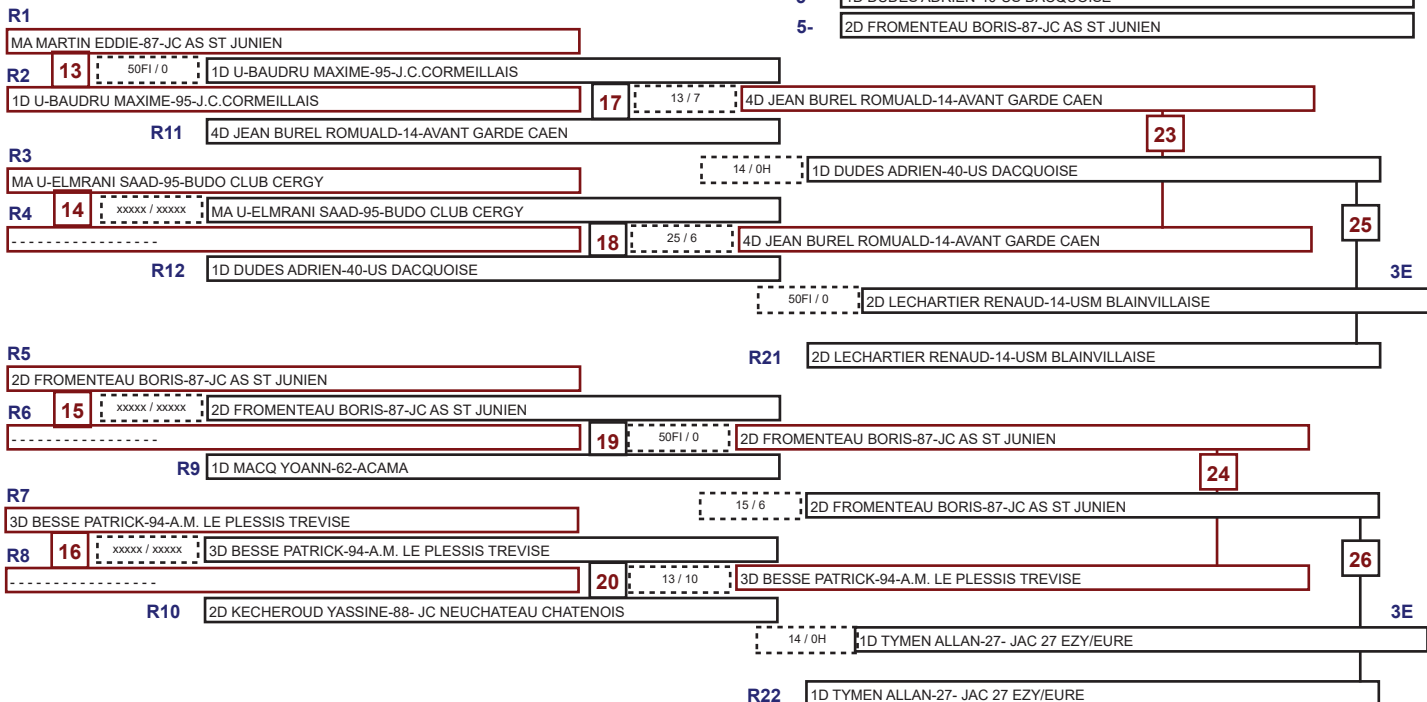 5- 1D DUDES ADRIEN-40-US DACQUOISE
R1
5- 2D FROMENTEAU BORIS-87-JC AS ST JUNIEN
MA MARTIN EDDIE-87-JC AS ST JUNIEN
R2 13 50FI / 0 1D U-BAUDRU MAXIME-95-J.C.CORMEILLAIS
1D U-BAUDRU MAXIME-95-J.C.CORMEILLAIS 17 13 / 7 4D JEAN BUREL ROMUALD-14-AVANT GARDE CAEN
R11 4D JEAN BUREL ROMUALD-14-AVANT GARDE CAEN 23
R3
14 / 0H 1D DUDES ADRIEN-40-US DACQUOISE
MA U-ELMRANI SAAD-95-BUDO CLUB CERGY
R4 14 xxxxx / xxxxx MA U-ELMRANI SAAD-95-BUDO CLUB CERGY 25
- - - - - - - - - - - - - - - - - 18 25 / 6 4D JEAN BUREL ROMUALD-14-AVANT GARDE CAEN
R12 1D DUDES ADRIEN-40-US DACQUOISE 3E
50FI / 0 2D LECHARTIER RENAUD-14-USM BLAINVILLAISE
R5
R21 2D LECHARTIER RENAUD-14-USM BLAINVILLAISE
2D FROMENTEAU BORIS-87-JC AS ST JUNIEN
R6 15 xxxxx / xxxxx 2D FROMENTEAU BORIS-87-JC AS ST JUNIEN
- - - - - - - - - - - - - - - - - 19 50FI / 0 2D FROMENTEAU BORIS-87-JC AS ST JUNIEN
R9 1D MACQ YOANN-62-ACAMA 24
R7
15 / 6 2D FROMENTEAU BORIS-87-JC AS ST JUNIEN
3D BESSE PATRICK-94-A.M. LE PLESSIS TREVISE
R8 16 xxxxx / xxxxx 3D BESSE PATRICK-94-A.M. LE PLESSIS TREVISE 26
- - - - - - - - - - - - - - - - - 20 13 / 10 3D BESSE PATRICK-94-A.M. LE PLESSIS TREVISE
R10 2D KECHEROUD YASSINE-88- JC NEUCHATEAU CHATENOIS 3E
14 / 0H 1D TYMEN ALLAN-27- JAC 27 EZY/EURE
R22 1D TYMEN ALLAN-27- JAC 27 EZY/EURE